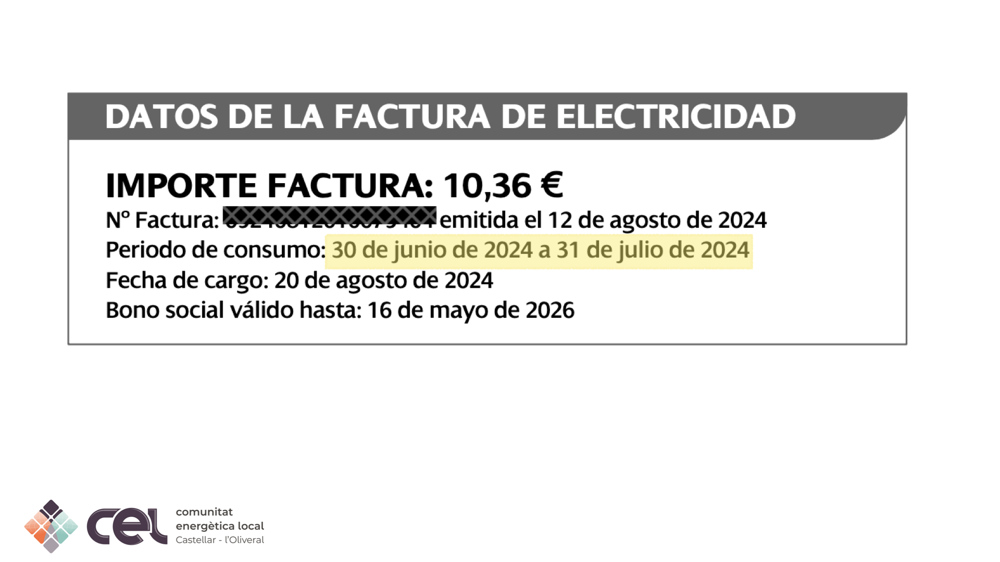 DATOS DE LA FACTURA DE ELECTRICIDAD
IMPORTE FACTURA: 10,36 €
Nº Factura: emitida el 12 de agosto de 2024
Periodo de consumo: 30 de junio de 2024 a 31 de julio de 2024
Fecha de cargo: 20 de agosto de 2024
Bono social válido hasta: 16 de mayo de 2026
cel
comunitat
energètica local
Castellar - l'Oliveral